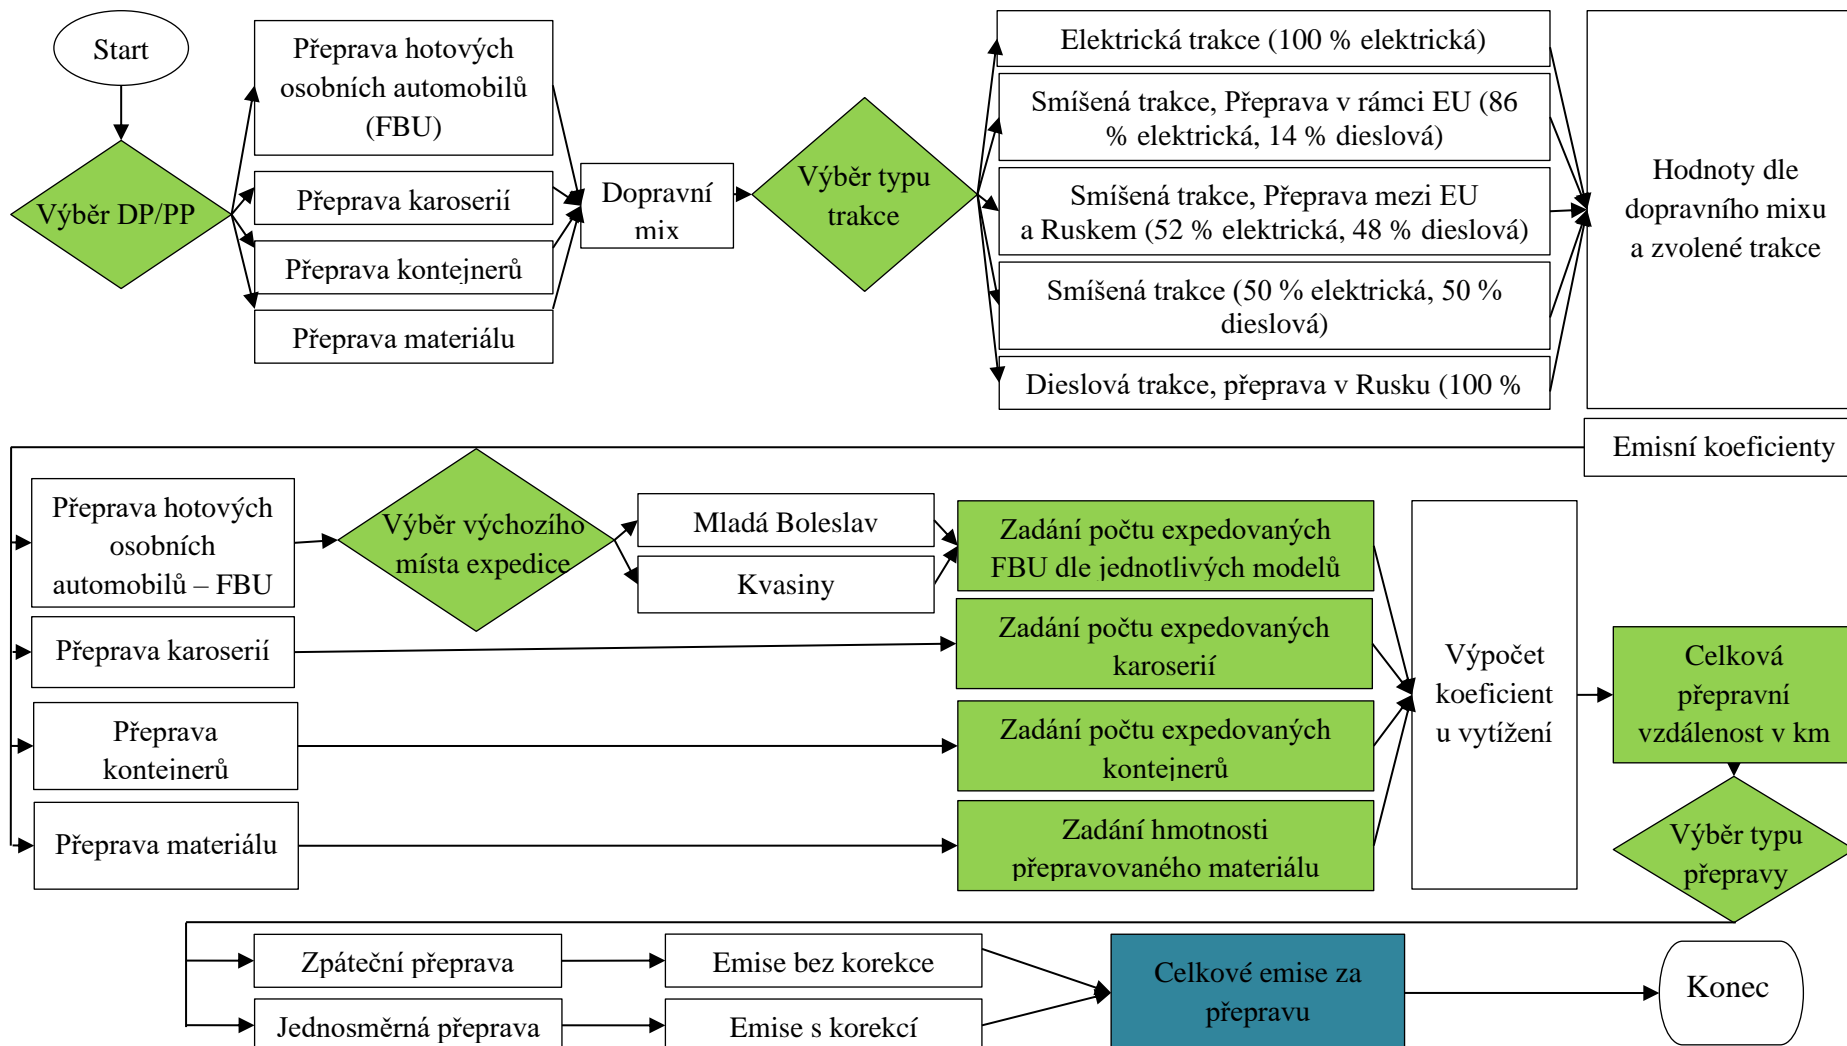 Start
Výběr DP/PP
Přeprava hotových
osobních automobilů
(FBU)
Přeprava karoserií
Přeprava kontejnerů
Přeprava materiálu
Dopravní
mix
Výběr typu
trakce
Elektrická trakce (100 % elektrická)
Smíšená trakce, Přeprava v rámci EU (86
% elektrická, 14 % dieslová)
Smíšená trakce, Přeprava mezi EU
a Ruskem (52 % elektrická, 48 % dieslová)
Smíšená trakce (50 % elektrická, 50 %
dieslová)
Dieslová trakce, přeprava v Rusku (100 %
Hodnoty dle
dopravního mixu
a zvolené trakce
Emisní koeficienty
Přeprava hotových
osobních
automobilů – FBU
Výběr výchozího
místa expedice
Mladá Boleslav
Kvasiny
Zadání počtu expedovaných
FBU dle jednotlivých modelů
Přeprava karoserií
Zadání počtu expedovaných
karoserií
Přeprava
kontejnerů
Zadání počtu expedovaných
kontejnerů
Přeprava materiálu
Zadání hmotnosti
přepravovaného materiálu
Výpočet
koeficient
u vytížení
Celková
přepravní
vzdálenost v km
Výběr typu
přepravy
Zpáteční přeprava
Emise bez korekce
Jednosměrná přeprava
Emise s korekcí
Celkové emise za
přepravu
Konec